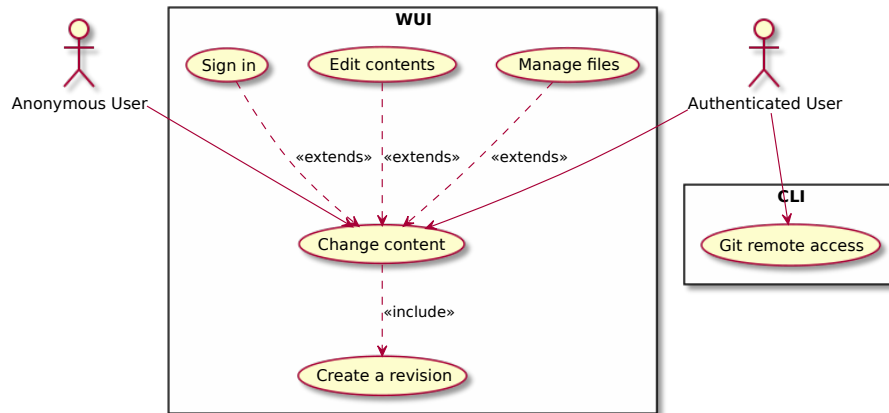 WUI
Sign in
Edit contents
Manage files
Anonymous User
Authenticated User
«extends»
«extends»
«extends»
CLI
Change content
Git remote access
«include»
Create a revision